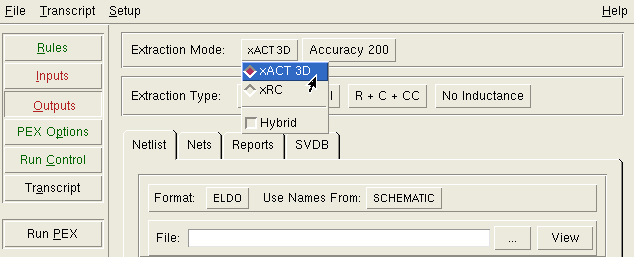 File Transcript Setup Help
Rules
Inputs
Outputs
PEX Options
Run Control
Transcript
Run PEX
Extraction Mode: xACT 3D Accuracy 200
xACT 3D
xRC
Hybrid
Extraction Type: R + C + CC No Inductance
Netlist Nets Reports SVDB
Format: ELDO Use Names From: SCHEMATIC
File: ... View